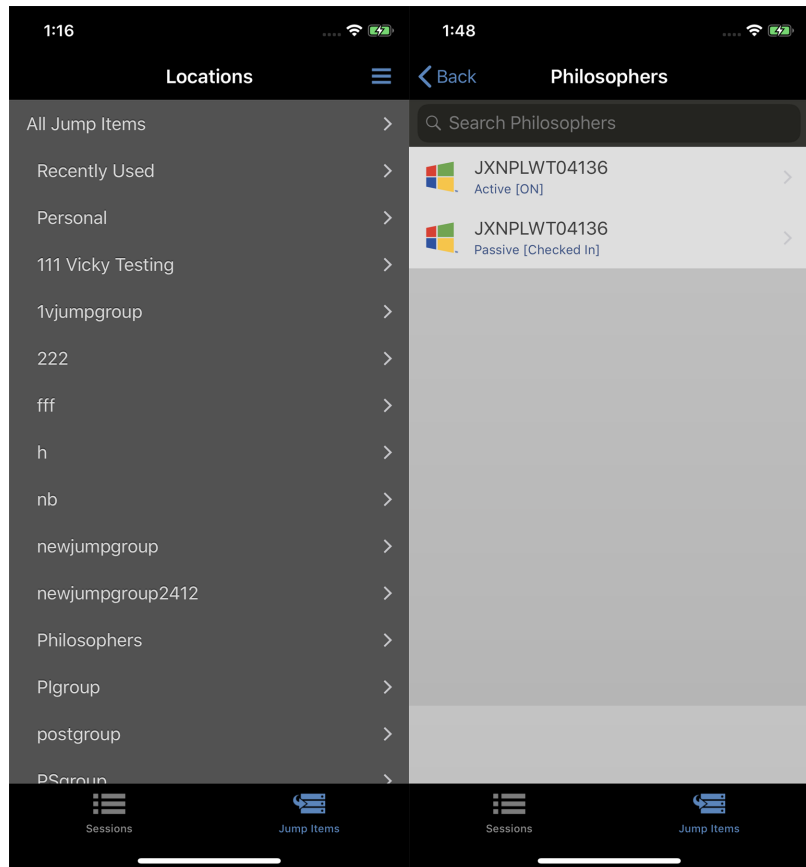 1:16
Locations
All Jump Items
Recently Used
Personal
111 Vicky Testing
1vjumpgroup
222
fff
h
nb
newjumpgroup
newjumpgroup2412
Philosophers
PIgroup
postgroup
PSgroup
Sessions
Jump Items
1:48
Back
Philosophers
Search Philosophers
JXNPLWT04136
Active [ON]
JXNPLWT04136
Passive [Checked In]
Sessions
Jump Items